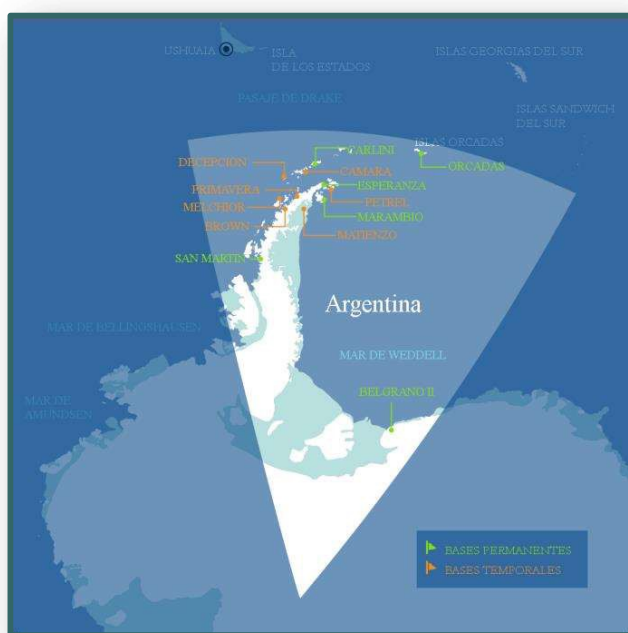 USHUAIA
ISLA
DE LOS ESTADOS
ISLAS GEORGIAS DEL SUR
PASAJE DE DRAKE
ISLAS SANDWICH
DEL SUR
ISLAS ORCADAS
CARLINI
DECEPCION
CAMARA
ORCADAS
PRIMAVERA
ESPERANZA
PETREL
MELCHIOR
MARAMBIO
BROWN
MATIENZO
SAN MARTIN
Argentina
MAR DE BELLINGSHAUSEN
MAR DE WEDDELL
MAR DE
AMUNDSEN
BELGRANO II
BASES PERMANENTES
BASES TEMPORALES